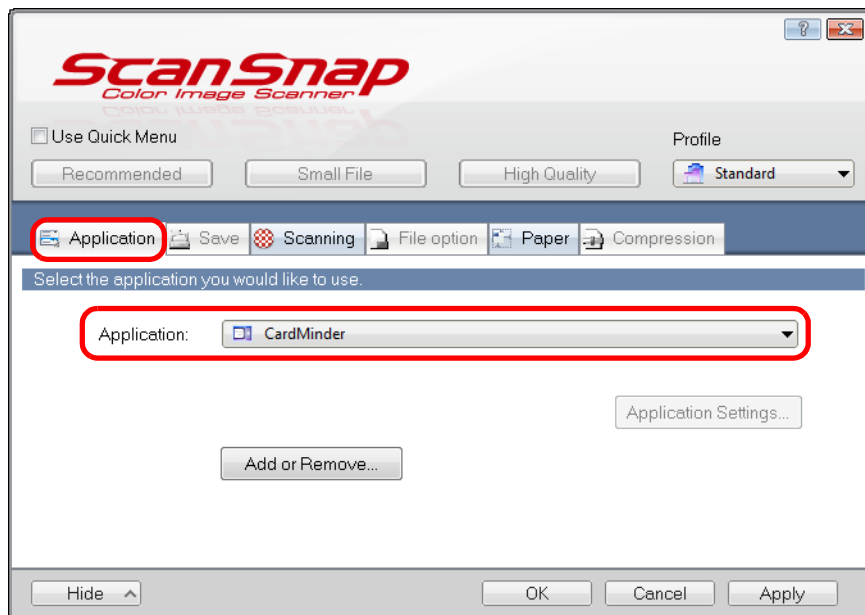 ScanSnap
Color Image Scanner
Use Quick Menu
Profile
Recommended
Small File
High Quality
Standard
Application
Save
Scanning
File option
Paper
Compression
Select the application you would like to use.
Application:
CardMinder
Application Settings...
Add or Remove...
Hide
OK
Cancel
Apply